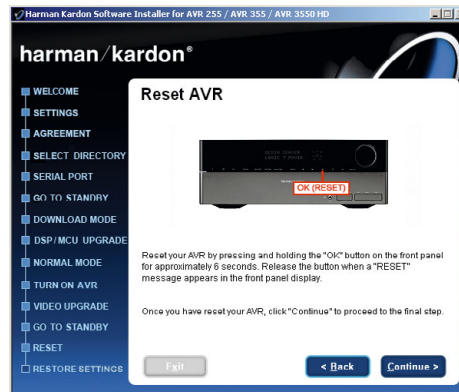 Harman Kardon Software Installer for AVR 255 / AVR 355 / AVR 3550 HD
harman/kardon®
WELCOME
SETTINGS
AGREEMENT
SELECT DIRECTORY
SERIAL PORT
GO TO STANDBY
DOWNLOAD MODE
DSP/MCU UPGRADE
NORMAL MODE
TURN ON AVR
VIDEO UPGRADE
GO TO STANDBY
RESET
RESTORE SETTINGS
Reset AVR
OK (RESET)
Reset your AVR by pressing and holding the "OK" button on the front panel
for approximately 6 seconds. Release the button when a "RESET"
message appears in the front panel display.
Once you have reset your AVR, click "Continue" to proceed to the final step.
Exit
< Back
Continue >